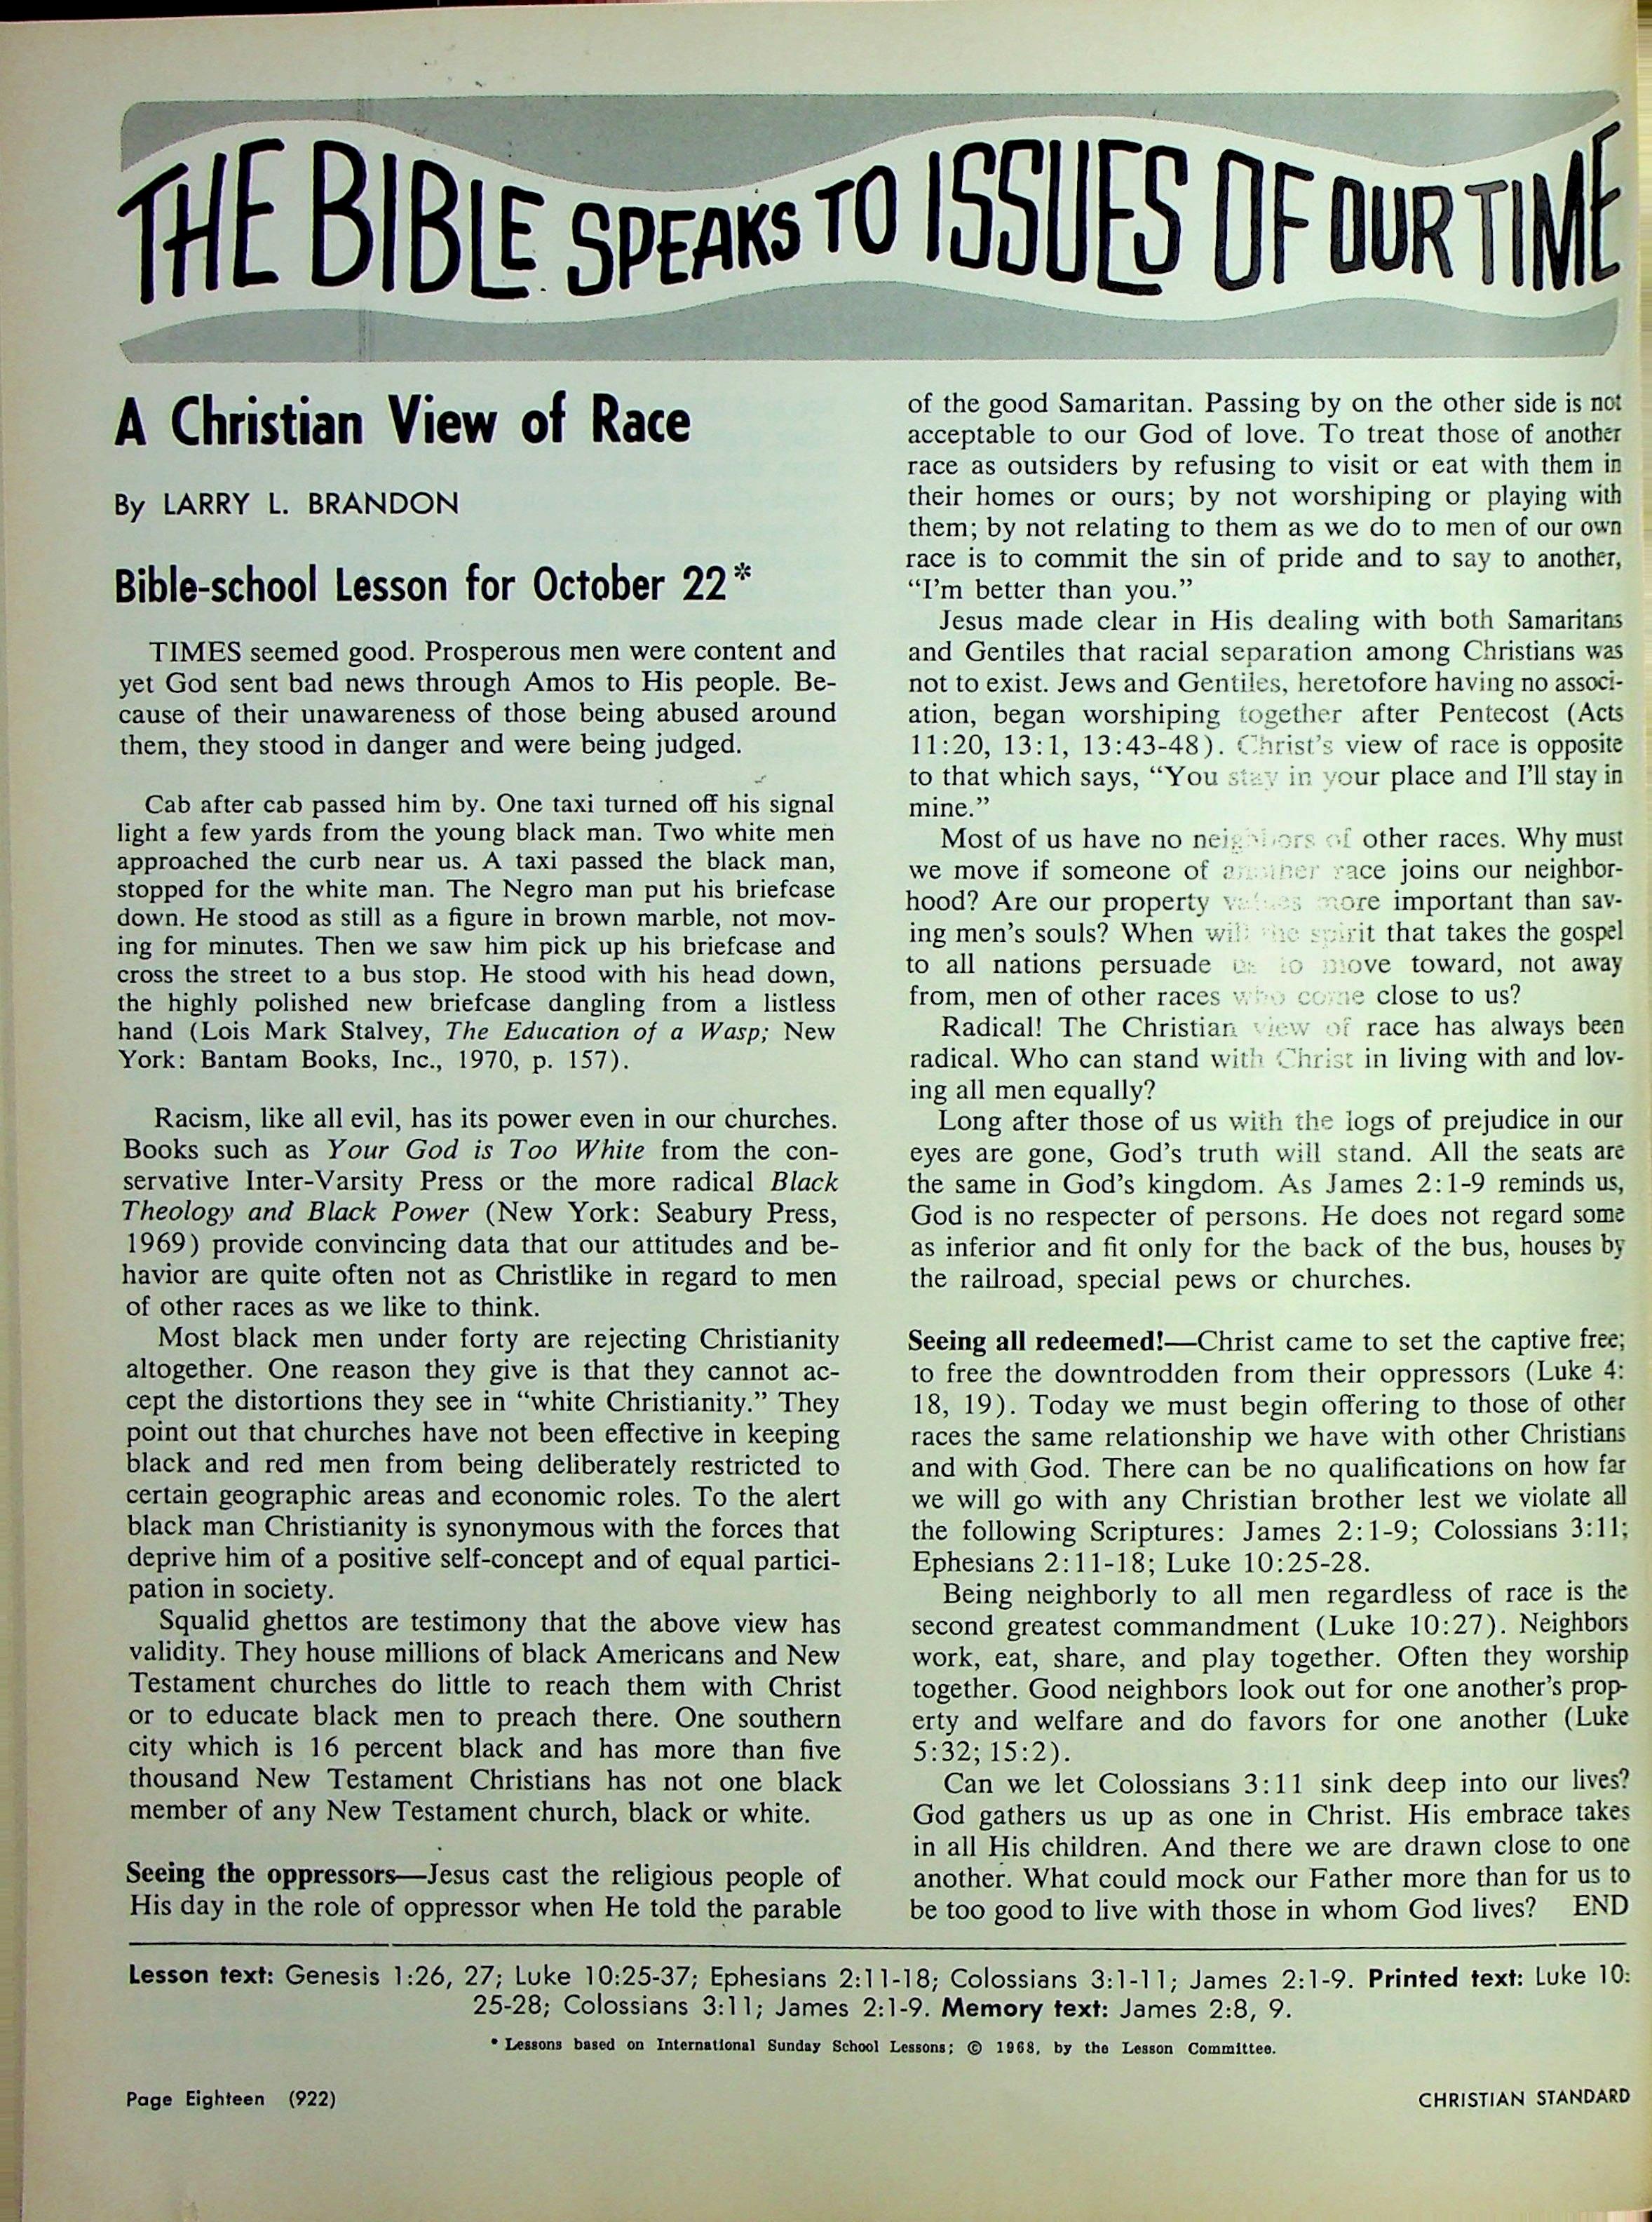 THE BIBLE SPEAKS TO ISSUES OF OUR TIME
A Christian View of Race
By LARRY L. BRANDON
Bible-school Lesson for October 22*
TIMES seemed good. Prosperous men were content and
yet God sent bad news through Amos to His people. Be-
cause of their unawareness of those being abused around
them, they stood in danger and were being judged.
Cab after cab passed him by. One taxi turned off his signal
light a few yards from the young black man. Two white men
approached the curb near us. A taxi passed the black man,
stopped for the white man. The Negro man put his briefcase
down. He stood as still as a figure in brown marble, not mov-
ing for minutes. Then we saw him pick up his briefcase and
cross the street to a bus stop. He stood with his head down,
the highly polished new briefcase dangling from a listless
hand (Lois Mark Stalvey, The Education of a Wasp; New
York: Bantam Books, Inc., 1970, p. 157).
Racism, like all evil, has its power even in our churches.
Books such as Your God is Too White from the con-
servative Inter-Varsity Press or the more radical Black
Theology and Black Power (New York: Seabury Press,
1969) provide convincing data that our attitudes and be-
havior are quite often not as Christlike in regard to men
of other races as we like to think.
Most black men under forty are rejecting Christianity
altogether. One reason they give is that they cannot ac-
cept the distortions they see in “white Christianity.” They
point out that churches have not been effective in keeping
black and red men from being deliberately restricted to
certain geographic areas and economic roles. To the alert
black man Christianity is synonymous with the forces that
deprive him of a positive self-concept and of equal partici-
pation in society.
Squalid ghettos are testimony that the above view has
validity. They house millions of black Americans and New
Testament churches do little to reach them with Christ
or to educate black men to preach there. One southern
city which is 16 percent black and has more than five
thousand New Testament Christians has not one black
member of any New Testament church, black or white.
Seeing the oppressors—Jesus cast the religious people of
His day in the role of oppressor when He told the parable
of the good Samaritan. Passing by on the other side is not
acceptable to our God of love. To treat those of another
race as outsiders by refusing to visit or eat with them in
their homes or ours; by not worshiping or playing with
them; by not relating to them as we do to men of our own
race is to commit the sin of pride and to say to another,
“I’m better than you.”
Jesus made clear in His dealing with both Samaritans
and Gentiles that racial separation among Christians was
not to exist. Jews and Gentiles, heretofore having no associ-
ation, began worshiping together after Pentecost (Acts
11:20, 13:1, 13:43-48). Christ’s view of race is opposite
to that which says, “You stay in your place and I’ll stay in
mine.”
Most of us have no neighbors of other races. Why must
we move if someone of another race joins our neighbor-
hood? Are our property values more important than sav-
ing men’s souls? When will the spirit that takes the gospel
to all nations persuade us to move toward, not away
from, men of other races who come close to us?
Radical! The Christian view of race has always been
radical. Who can stand with Christ in living with and lov-
ing all men equally?
Long after those of us with the logs of prejudice in our
eyes are gone, God’s truth will stand. All the seats are
the same in God’s kingdom. As James 2:1-9 reminds us,
God is no respecter of persons. He does not regard some
as inferior and fit only for the back of the bus, houses by
the railroad, special pews or churches.
Seeing all redeemed!—Christ came to set the captive free;
to free the downtrodden from their oppressors (Luke 4:
18, 19). Today we must begin offering to those of other
races the same relationship we have with other Christians
and with God. There can be no qualifications on how far
we will go with any Christian brother lest we violate all
the following Scriptures: James 2:1-9; Colossians 3:11;
Ephesians 2:11-18; Luke 10:25-28.
Being neighborly to all men regardless of race is the
second greatest commandment (Luke 10:27). Neighbors
work, eat, share, and play together. Often they worship
together. Good neighbors look out for one another’s prop-
erty and welfare and do favors for one another (Luke
5:32; 15:2).
Can we let Colossians 3:11 sink deep into our lives?
God gathers us up as one in Christ. His embrace takes
in all His children. And there we are drawn close to one
another. What could mock our Father more than for us to
be too good to live with those in whom God lives? END
Lesson text: Genesis 1:26, 27; Luke 10:25-37; Ephesians 2:11-18; Colossians 3:1-11; James 2:1-9. Printed text: Luke 10:
25-28; Colossians 3:11; James 2:1-9. Memory text: James 2:8, 9.
* Lessons based on International Sunday School Lessons; © 1968, by the Lesson Committee.
Page Eighteen (922)
CHRISTIAN STANDARD